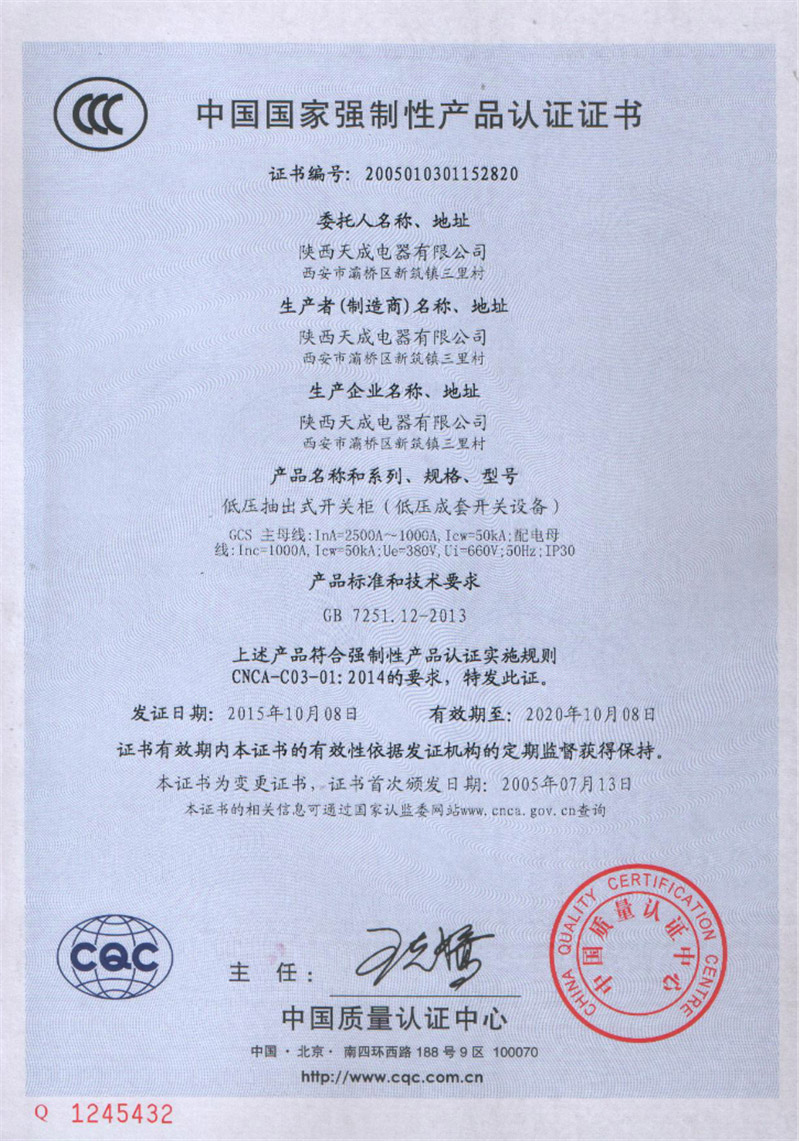 中国国家强制性产品认证证书
证书编号：2005010301152820
委托人名称、地址
陕西天成电器有限公司
西安市灞桥区新筑镇三里村
生产者(制造商)名称、地址
陕西天成电器有限公司
西安市灞桥区新筑镇三里村
生产企业名称、地址
陕西天成电器有限公司
西安市灞桥区新筑镇三里村
产品名称和系列、规格、型号
低压抽出式开关柜（低压成套开关设备）
GCS 主母线:InA=2500A～1000A,Icw=50kA;配电母
线:Inc=1000A,Icw=50kA;Ue=380V,Ui=660V;50Hz;IP30
产品标准和技术要求
GB 7251.12-2013
上述产品符合强制性产品认证实施规则
CNCA-C03-01:2014的要求，特发此证。
发证日期：2015年10月08日 有效期至：2020年10月08日
证书有效期内本证书的有效性依据发证机构的定期监督获得保持。
本证书为变更证书，证书首次颁发日期：2005年07月13日
本证书的相关信息可通过国家认监委网站www.cnca.gov.cn查询
CHINA QUALITY CERTIFICATION CENTRE
中国质量认证中心
CQC
主 任：
中国质量认证中心
中国·北京·南四环西路188号9区 100070
http://www.cqc.com.cn
Q 1245432